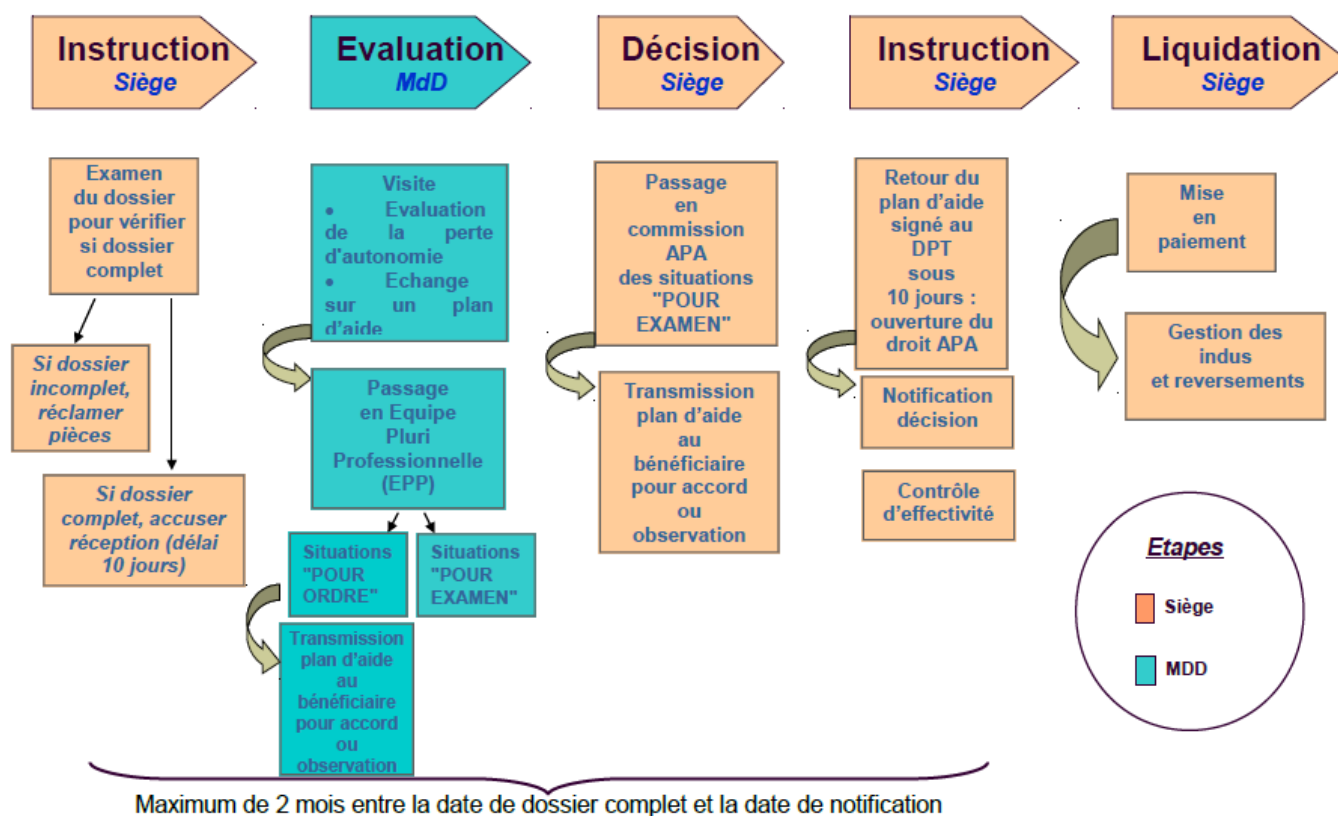 Instruction
Siège
Evaluation
MdD
Décision
Siège
Instruction
Siège
Liquidation
Siège
Examen
du dossier
pour vérifier
si dossier
complet
Si dossier
incomplet,
réclamer
pièces
Si dossier
complet, accuser
réception (délai
10 jours)
Visite
• Evaluation
de la perte
d'autonomie
• Echange
sur un plan
d'aide
Passage
en Equipe
Pluri
Professionnelle
(EPP)
Situations
"POUR
ORDRE"
Situations
"POUR
EXAMEN"
Transmission
plan d'aide
au
bénéficiaire
pour accord
ou
observation
Passage
en
commission
APA
des situations
"POUR
EXAMEN"
Transmission
plan d'aide
au
bénéficiaire
pour accord
ou
observation
Retour du
plan d'aide
signé au
DPT
sous
10 jours :
ouverture du
droit APA
Notification
décision
Contrôle
d'effectivité
Mise
en
paiement
Gestion des
indus
et reversements
Etapes
Siège
MDD
Maximum de 2 mois entre la date de dossier complet et la date de notification